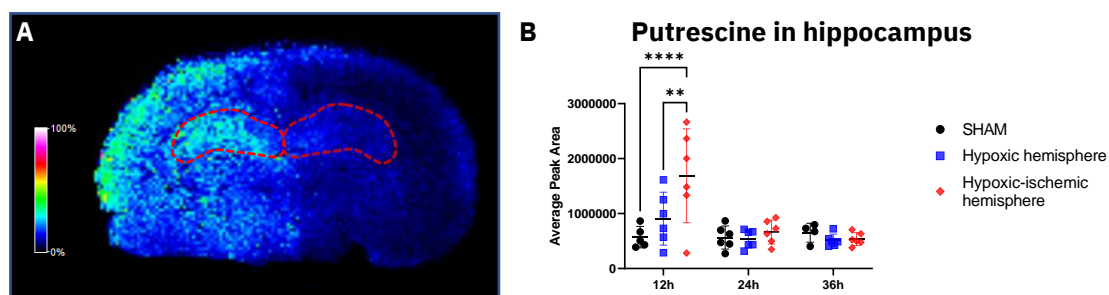 A
100%
0%
B
Putrescine in hippocampus
****
**
3000000
2000000
1000000
0
Average Peak Area
12h
24h
36h
SHAM
Hypoxic hemisphere
Hypoxic-ischemic
hemisphere